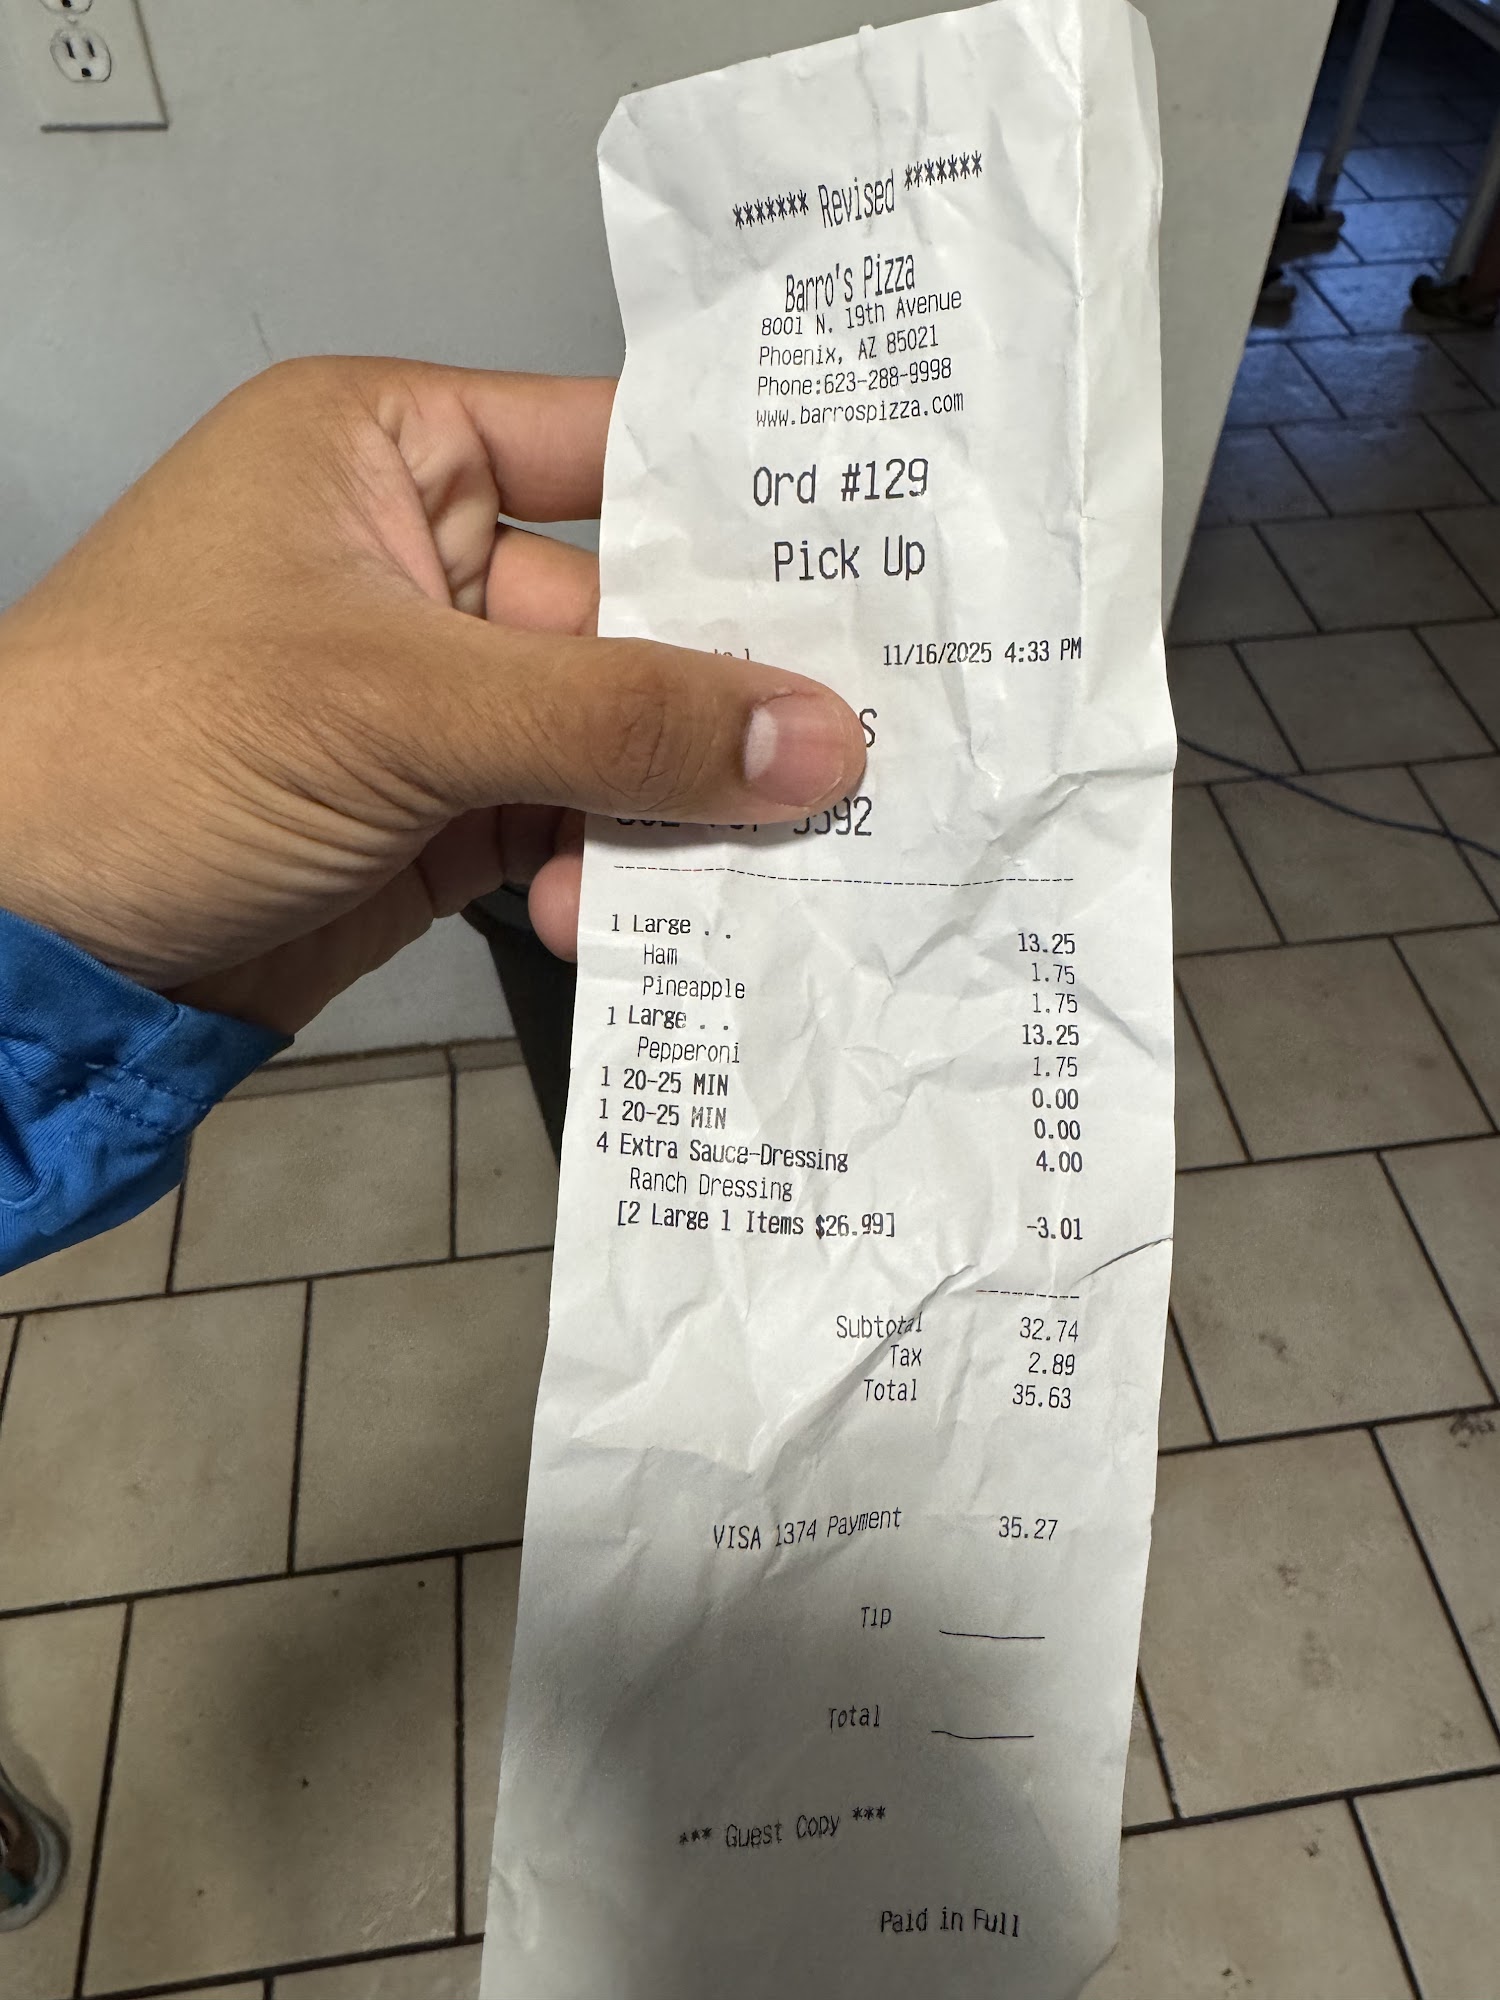 ******* Revised *******
Barro's Pizza
8001 N. 19th Avenue
Phoenix, AZ 85021
Phone:623-288-9998
www.barrospizza.com
Ord #129
Pick Up
11/16/2025 4:33 PM
S
592
1 Large . . 13.25
Ham 1.75
Pineapple 1.75
1 Large . . 13.25
Pepperoni 1.75
1 20-25 MIN 0.00
1 20-25 MIN 0.00
4 Extra Sauce-Dressing 4.00
Ranch Dressing
[2 Large 1 Items $26.99] -3.01
Subtotal 32.74
Tax 2.89
Total 35.63
VISA 1374 Payment 35.27
Tip
Total
*** Guest Copy ***
Paid in Full